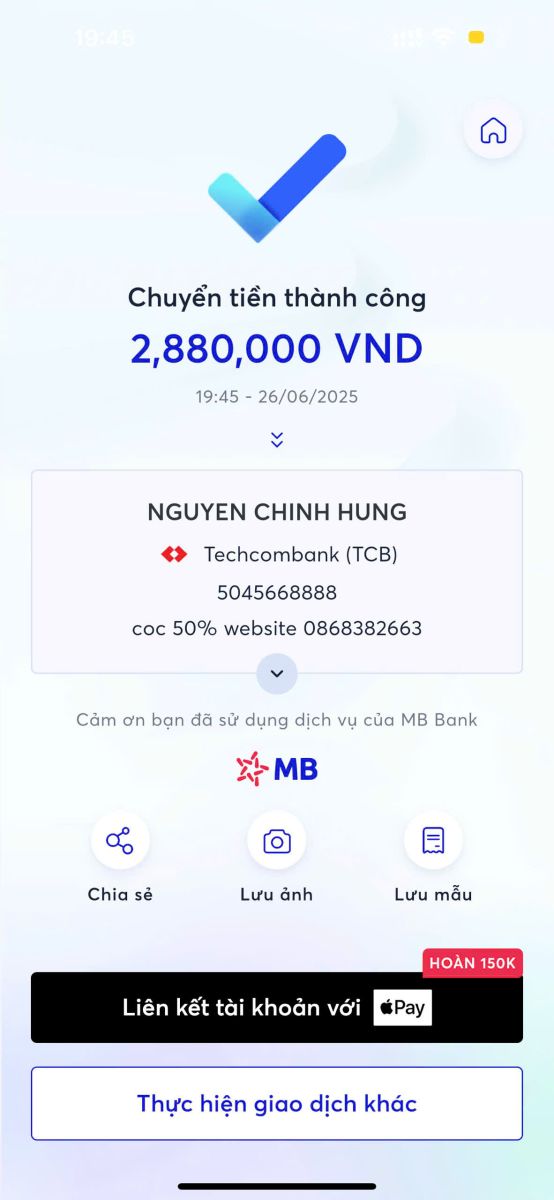 19:45
Chuyển tiền thành công
2,880,000 VND
19:45 - 26/06/2025
NGUYEN CHINH HUNG
Techcombank (TCB)
5045668888
coc 50% website 0868382663
Cảm ơn bạn đã sử dụng dịch vụ của MB Bank
MB
Chia sẻ Lưu ảnh Lưu mẫu
HOÀN 150K
Liên kết tài khoản với Pay
Thực hiện giao dịch khác